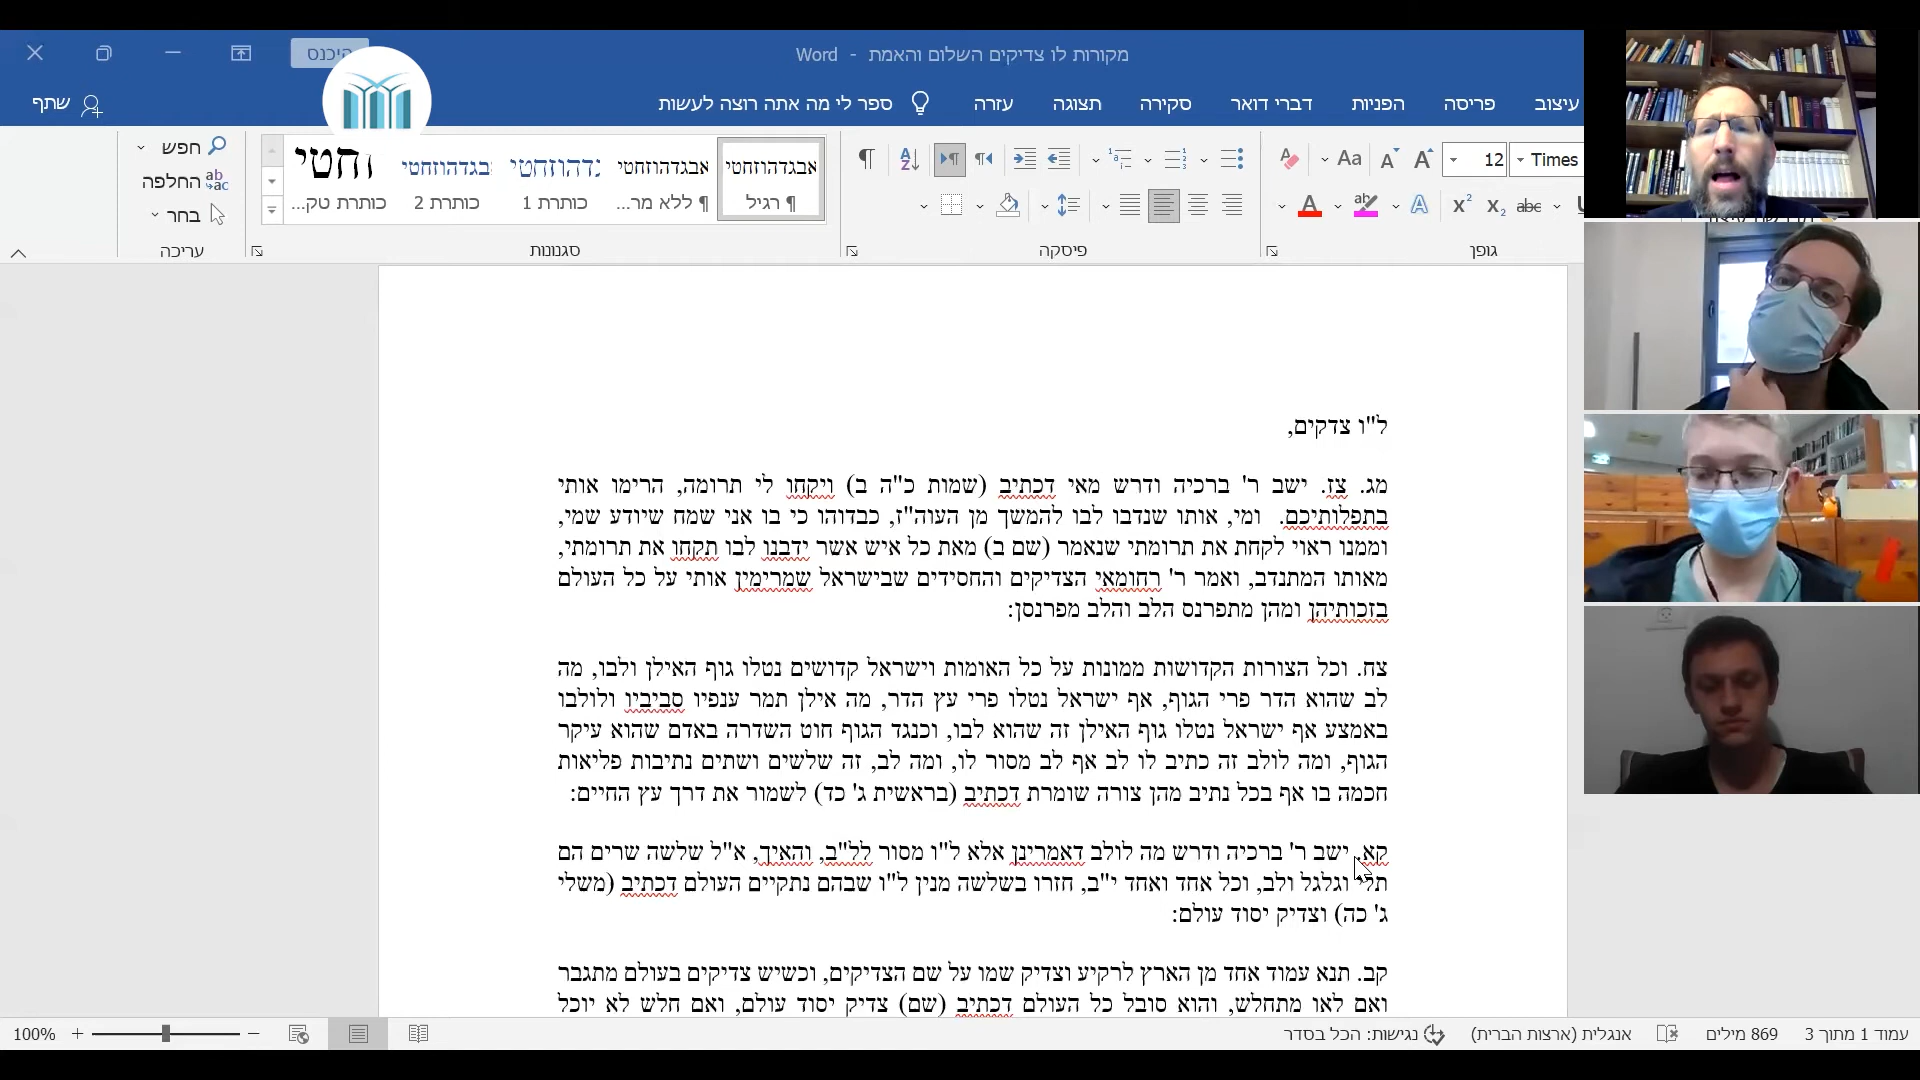 היכנס
מקורות לו צדיקים השלום והאמת - Word
עיצוב פריסה הפניות דברי דואר סקירה תצוגה עזרה ספר לי מה אתה רוצה לעשות שתף
Times 12
אבגדהוזחטי אבגדהוזחטי
רגיל ללא מר... כותרת 1 כותרת 2 כותרת טק...
חפש
החלפה
בחר
גופן פיסקה סגנונות עריכה
ל"ו צדקים,
מג. צז. ישב ר' ברכיה ודרש מאי דכתיב (שמות כ"ה ב) ויקחו לי תרומה, הרימו אותי
בתפלותיכם. ומי, אותו שנדבו לבו להמשך מן העוה"ז, כבדוהו כי בו אני שמח שיודע שמי,
וממנו ראוי לקחת את תרומתי שנאמר (שם ב) מאת כל איש אשר ידבנו לבו תקחו את תרומתי,
מאותו המתנדב, ואמר ר' רחומאי הצדיקים והחסידים שבישראל שמרימין אותי על כל העולם
בזכותיהן ומהן מתפרנס הלב והלב מפרנסן:
צח. וכל הצורות הקדושות ממונות על כל האומות וישראל קדושים נטלו גוף האילן ולבו, מה
לב שהוא הדר פרי הגוף, אף ישראל נטלו פרי עץ הדר, מה אילן תמר ענפיו סביביו ולולבו
באמצע אף ישראל נטלו גוף האילן זה שהוא לבו, וכנגד הגוף חוט השדרה באדם שהוא עיקר
הגוף, ומה לולב זה כתיב לו לב אף לב מסור לו, ומה לב, זה שלשים ושתים נתיבות פליאות
חכמה בו אף בכל נתיב מהן צורה שומרת דכתיב (בראשית ג' כד) לשמור את דרך עץ החיים:
קא. ישב ר' ברכיה ודרש מה לולב דאמרינן אלא ל"ו מסור לל"ב, והאיך, א"ל שלשה שרים הם
תלי וגלגל ולב, וכל אחד ואחד י"ב, חזרו בשלשה מנין ל"ו שבהם נתקיים העולם דכתיב (משלי
ג' כה) וצדיק יסוד עולם:
קב. תנא עמוד אחד מן הארץ לרקיע וצדיק שמו על שם הצדיקים, וכשיש צדיקים בעולם מתגבר
ואם לאו מתחלש, והוא סובל כל העולם דכתיב (שם) צדיק יסוד עולם, ואם חלש לא יוכל
עמוד 1 מתוך 3 869 מילים אנגלית (ארצות הברית) נגישות: הכל בסדר 100%